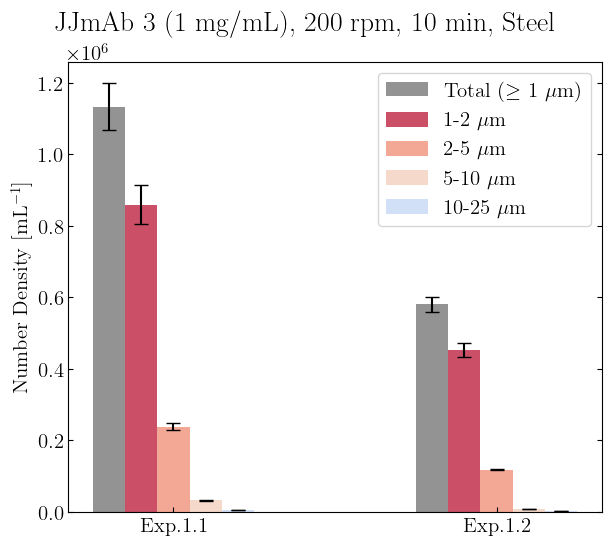 JJmAb 3 (1 mg/mL), 200 rpm, 10 min, Steel
×10⁶
1.2
1.0
0.8
0.6
0.4
0.2
0.0
Number Density [mL⁻¹]
Total (≥ 1 μm)
1-2 μm
2-5 μm
5-10 μm
10-25 μm
Exp.1.1
Exp.1.2